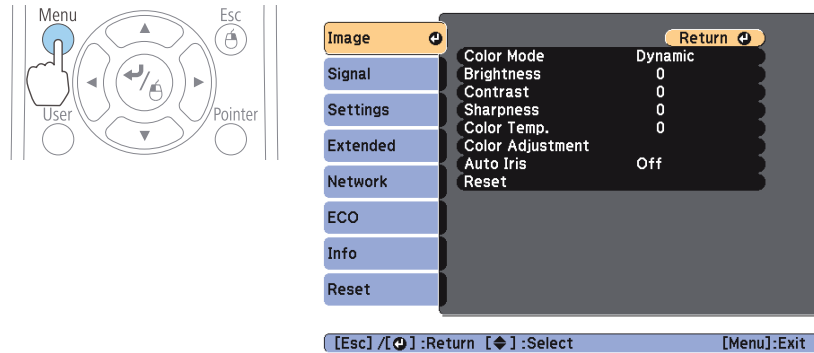 Menu
Esc
User
Pointer
Image
Return
Color Mode Dynamic
Brightness 0
Contrast 0
Sharpness 0
Color Temp. 0
Color Adjustment
Auto Iris Off
Reset
Signal
Settings
Extended
Network
ECO
Info
Reset
[Esc] /[ ] :Return [ ] :Select [Menu]:Exit